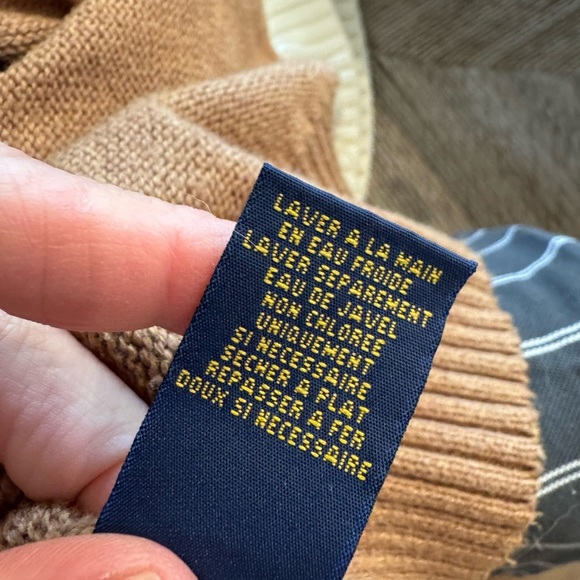 LAVER A LA MAIN
EN EAU FROIDE
LAVER SEPAREMENT
EAU DE JAVEL
NON CHLOREE
UNIQUEMENT
SI NECESSAIRE
SECHER A PLAT
REPASSER A FER
DOUX SI NECESSAIRE